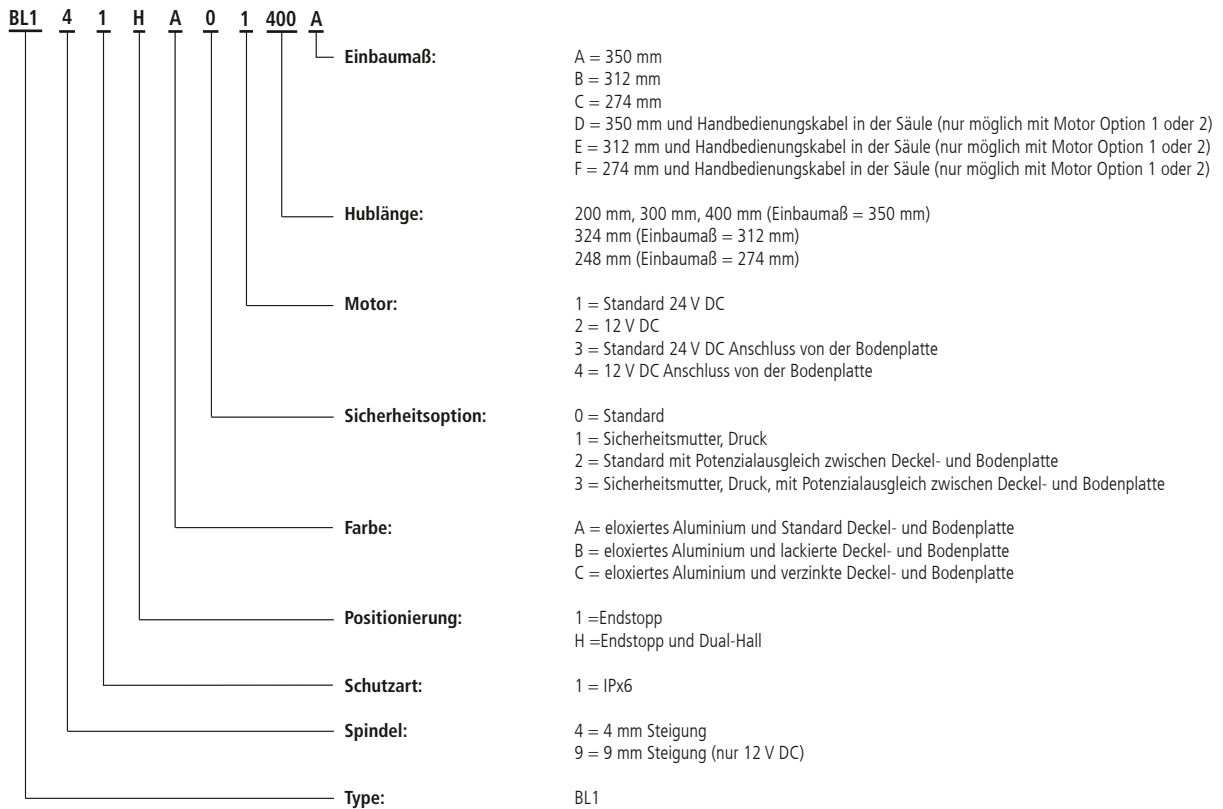 BL1 4 1 H A 0 1 400 A
Einbaumaß: A = 350 mm
B = 312 mm
C = 274 mm
D = 350 mm und Handbedienungskabel in der Säule (nur möglich mit Motor Option 1 oder 2)
E = 312 mm und Handbedienungskabel in der Säule (nur möglich mit Motor Option 1 oder 2)
F = 274 mm und Handbedienungskabel in der Säule (nur möglich mit Motor Option 1 oder 2)
Hublänge: 200 mm, 300 mm, 400 mm (Einbaumaß = 350 mm)
324 mm (Einbaumaß = 312 mm)
248 mm (Einbaumaß = 274 mm)
Motor: 1 = Standard 24 V DC
2 = 12 V DC
3 = Standard 24 V DC Anschluss von der Bodenplatte
4 = 12 V DC Anschluss von der Bodenplatte
Sicherheitsoption: 0 = Standard
1 = Sicherheitsmutter, Druck
2 = Standard mit Potenzialausgleich zwischen Deckel- und Bodenplatte
3 = Sicherheitsmutter, Druck, mit Potenzialausgleich zwischen Deckel- und Bodenplatte
Farbe: A = eloxiertes Aluminium und Standard Deckel- und Bodenplatte
B = eloxiertes Aluminium und lackierte Deckel- und Bodenplatte
C = eloxiertes Aluminium und verzinkte Deckel- und Bodenplatte
Positionierung: 1 =Endstopp
H =Endstopp und Dual-Hall
Schutzart: 1 = IPx6
Spindel: 4 = 4 mm Steigung
9 = 9 mm Steigung (nur 12 V DC)
Type: BL1